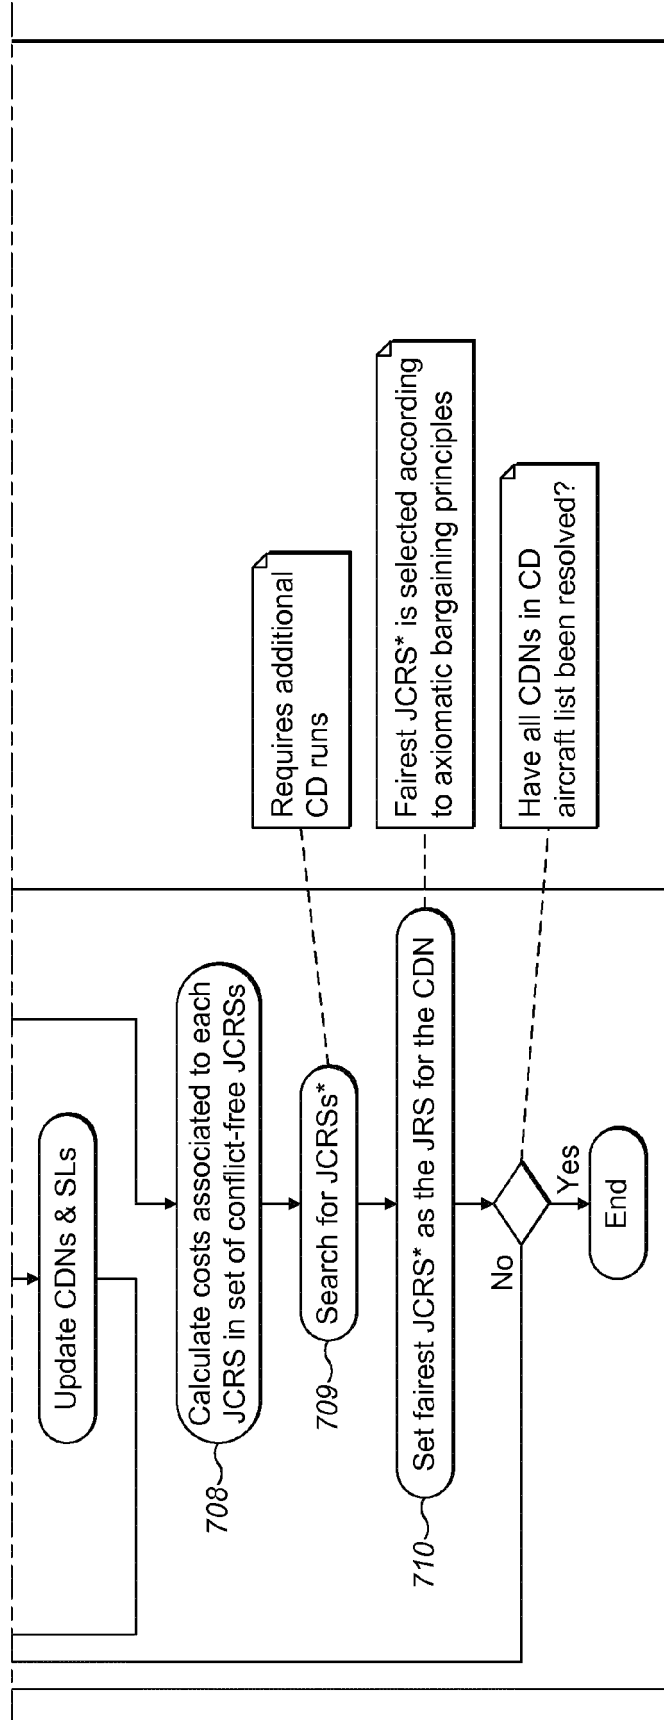 Update CDNs & SLs
708
Calculate costs associated to each
JCRS in set of conflict-free JCRSs
709
Search for JCRSs*
Requires additional
CD runs
710
Set fairest JCRS* as the JRS for the CDN
Fairest JCRS* is selected according
to axiomatic bargaining principles
No
Yes
Have all CDNs in CD
aircraft list been resolved?
End